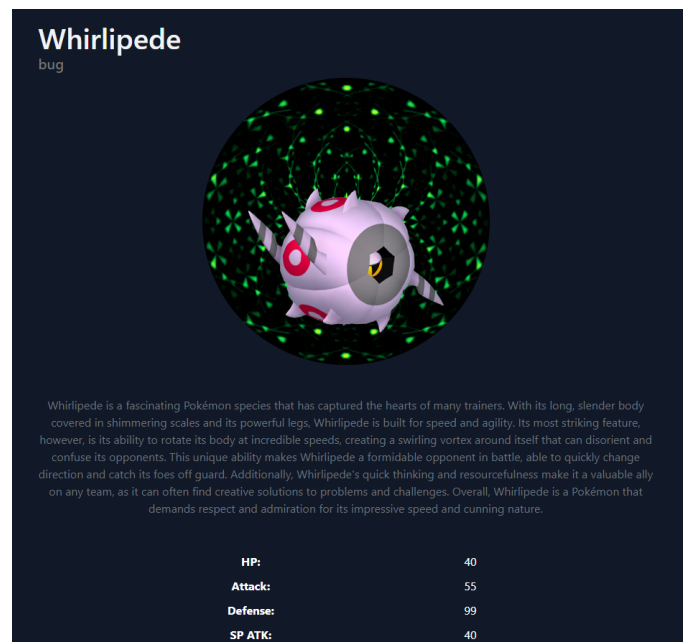 Whirlipede
bug
Whirlipede is a fascinating Pokémon species that has captured the hearts of many trainers. With its long, slender body
covered in shimmering scales and its powerful legs, Whirlipede is built for speed and agility. Its most striking feature,
however, is its ability to rotate its body at incredible speeds, creating a swirling vortex around itself that can disorient and
confuse its opponents. This unique ability makes Whirlipede a formidable opponent in battle, able to quickly change
direction and catch its foes off guard. Additionally, Whirlipede's quick thinking and resourcefulness make it a valuable ally
on any team, as it can often find creative solutions to problems and challenges. Overall, Whirlipede is a Pokémon that
demands respect and admiration for its impressive speed and cunning nature.
HP: 40
Attack: 55
Defense: 99
SP ATK: 40